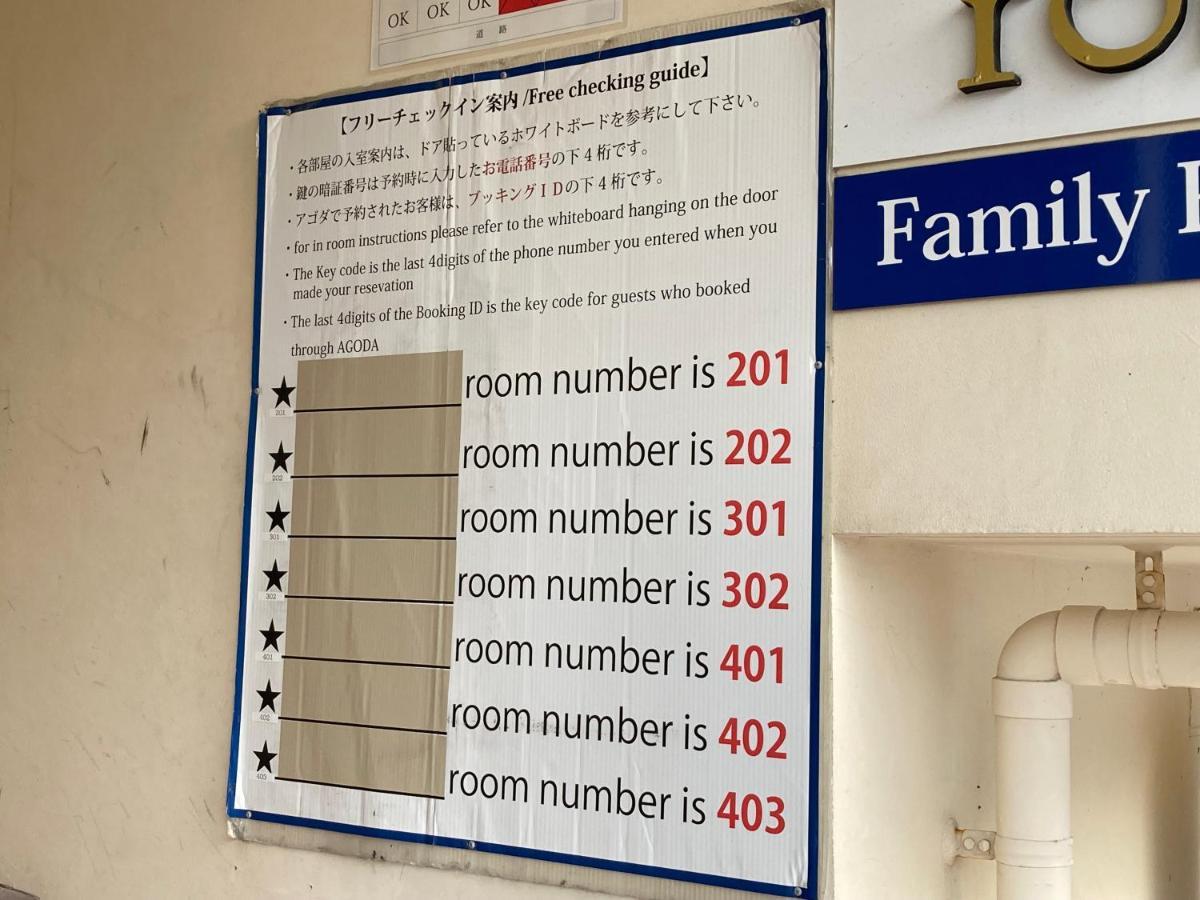 OK OK OK
道 路
YO
Family
【フリーチェックイン案内 /Free checking guide】
・各部屋の入室案内は、ドア貼っているホワイトボードを参考にして下さい。
・鍵の暗証番号は予約時に入力したお電話番号の下４桁です。
・アゴダで予約されたお客様は、ブッキングＩＤの下４桁です。
・for in room instructions please refer to the whiteboard hanging on the door
・The Key code is the last 4digits of the phone number you entered when you
made your resevation
・The last 4digits of the Booking ID is the key code for guests who booked
through AGODA
★ room number is 201
201
★ room number is 202
202
★ room number is 301
301
★ room number is 302
302
★ room number is 401
401
★ room number is 402
402
★ room number is 403
403